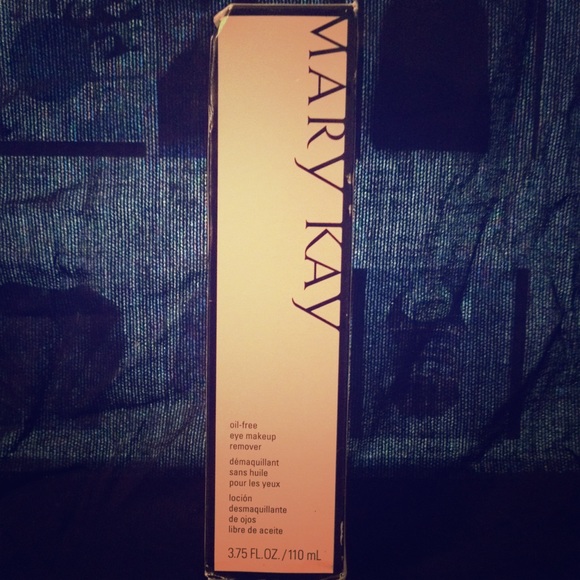 MARY KAY
oil-free
eye makeup
remover
démaquillant
sans huile
pour les yeux
loción
desmaquillante
de ojos
libre de aceite
3.75 FL.OZ. / 110 mL